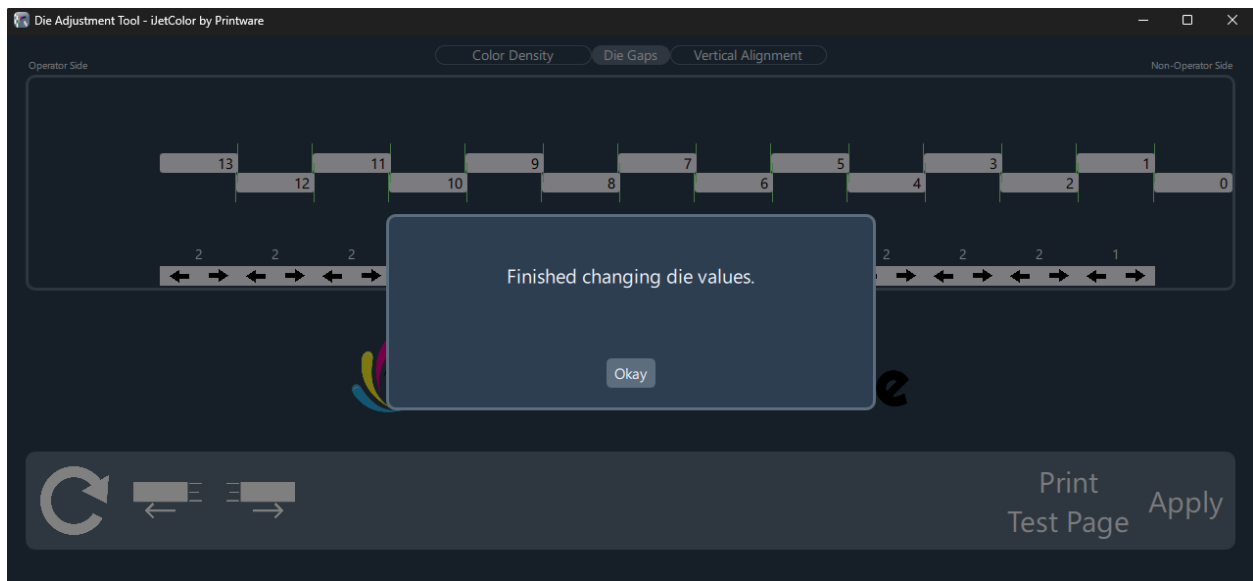 Die Adjustment Tool - iJetColor by Printware
Color Density Die Gaps Vertical Alignment
Operator Side Non-Operator Side
13 11 9 7 5 3 1
12 10 8 6 4 2 0
2 2 2 2 2 2 1
Finished changing die values.
Okay
e
Print
Test Page
Apply